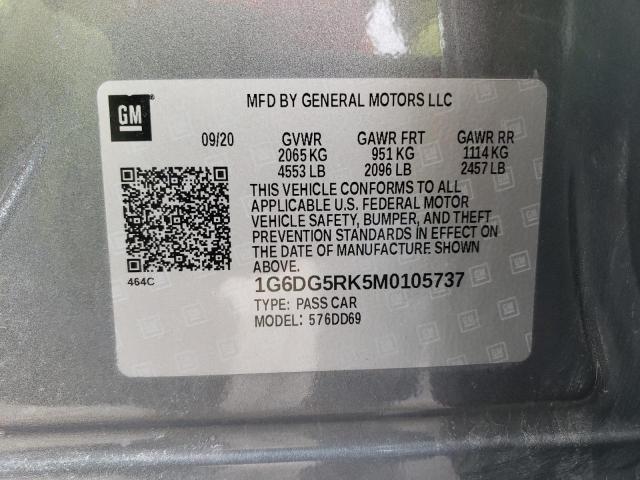 GM
MFD BY GENERAL MOTORS LLC
09/20 GVWR GAWR FRT GAWR RR
2065 KG 951 KG 1114 KG
4553 LB 2096 LB 2457 LB
THIS VEHICLE CONFORMS TO ALL
APPLICABLE U.S. FEDERAL MOTOR
VEHICLE SAFETY, BUMPER, AND THEFT
PREVENTION STANDARDS IN EFFECT ON
THE DATE OF MANUFACTURE SHOWN
ABOVE.
464C
1G6DG5RK5M0105737
TYPE: PASS CAR
MODEL: 576DD69